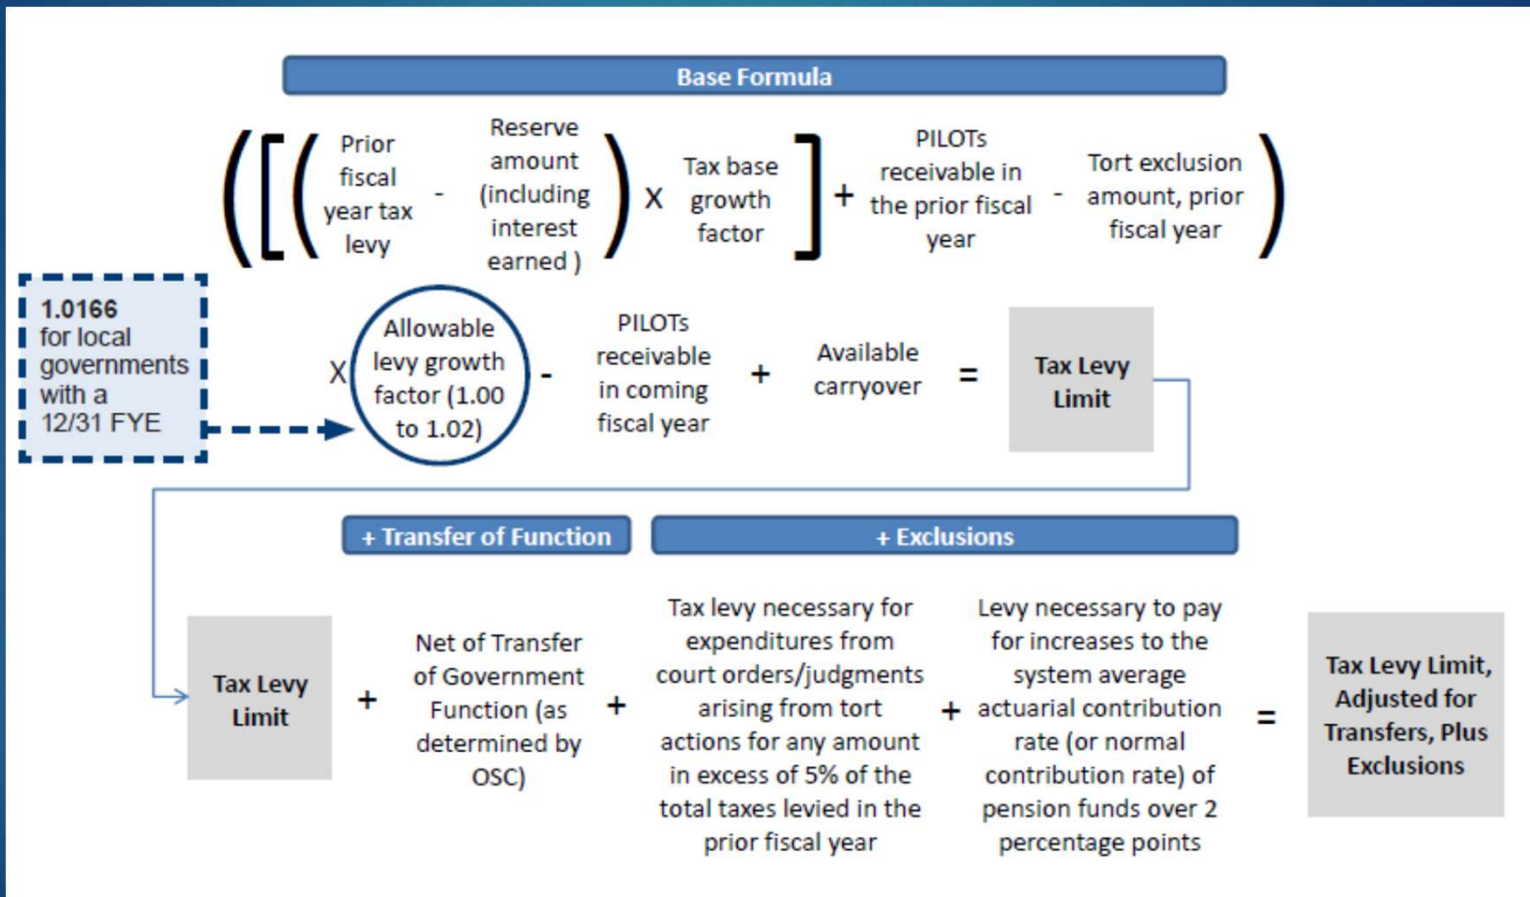 Base Formula
( [ ( Prior
fiscal
year tax
levy
-
Reserve
amount
(including
interest
earned )
) X
Tax base
growth
factor
] +
PILOTs
receivable in
the prior fiscal
year
-
Tort exclusion
amount, prior
fiscal year
)
1.0166
for local
governments
with a
12/31 FYE
X
Allowable
levy growth
factor (1.00
to 1.02)
-
PILOTs
receivable
in coming
fiscal year
+
Available
carryover
=
Tax Levy
Limit
+ Transfer of Function
+ Exclusions
Tax Levy
Limit
+
Net of Transfer
of Government
Function (as
determined by
OSC)
+
Tax levy necessary for
expenditures from
court orders/judgments
arising from tort
actions for any amount
in excess of 5% of the
total taxes levied in the
prior fiscal year
+
Levy necessary to pay
for increases to the
system average
actuarial contribution
rate (or normal
contribution rate) of
pension funds over 2
percentage points
=
Tax Levy Limit,
Adjusted for
Transfers, Plus
Exclusions